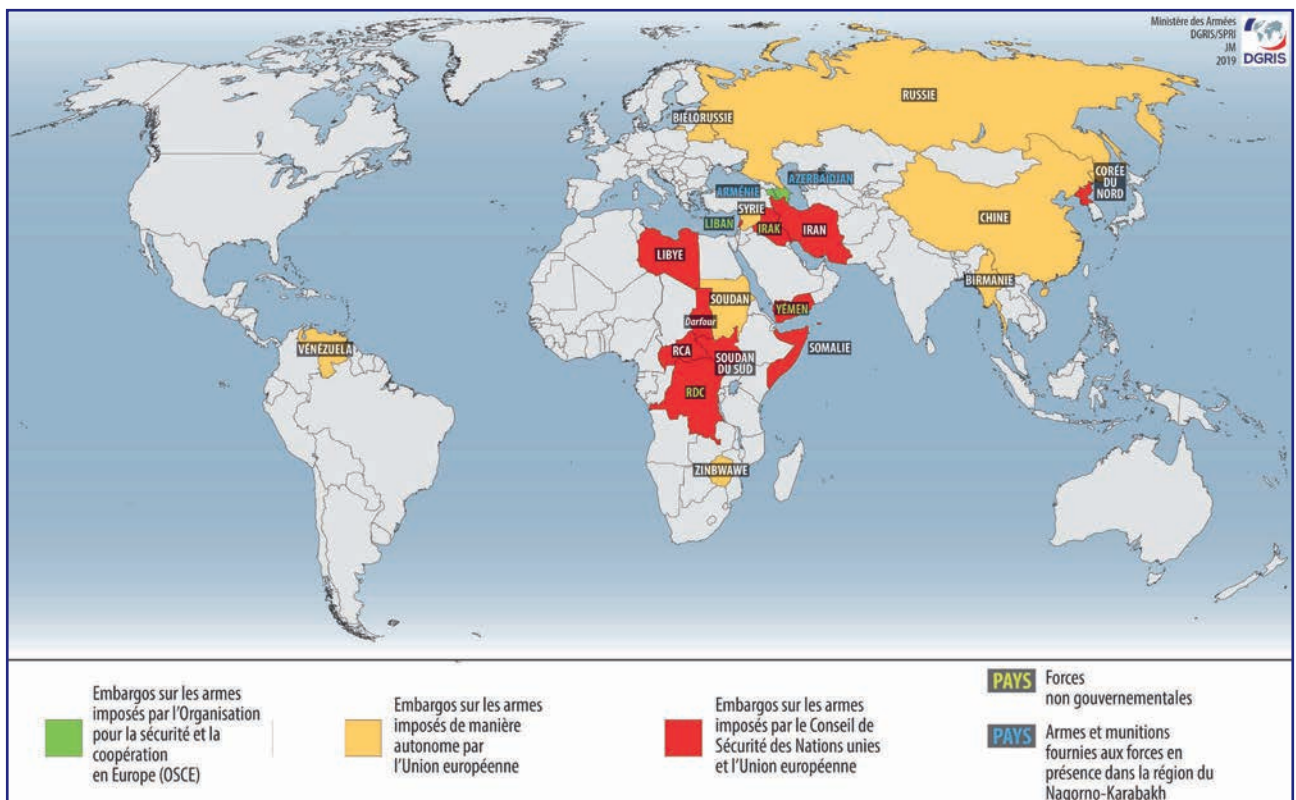 Ministère des Armées
DGRIS/SPRI
JM
2019
DGRIS
RUSSIE
BIÉLORUSSIE
ARMÉNIE
AZERBAÏDJAN
CORÉE
DU
NORD
SYRIE
CHINE
LIBAN
IRAK
IRAN
LIBYE
BIRMANIE
SOUDAN
YÉMEN
Darfour
VÉNÉZUELA
RCA
SOUDAN
DU SUD
SOMALIE
RDC
ZINBWAWE
Embargos sur les armes
imposés par l'Organisation
pour la sécurité et la
coopération
en Europe (OSCE)
Embargos sur les armes
imposés de manière
autonome par
l'Union européenne
Embargos sur les armes
imposés par le Conseil de
Sécurité des Nations unies
et l'Union européenne
PAYS Forces
non gouvernementales
PAYS Armes et munitions
fournies aux forces en
présence dans la région du
Nagorno-Karabakh